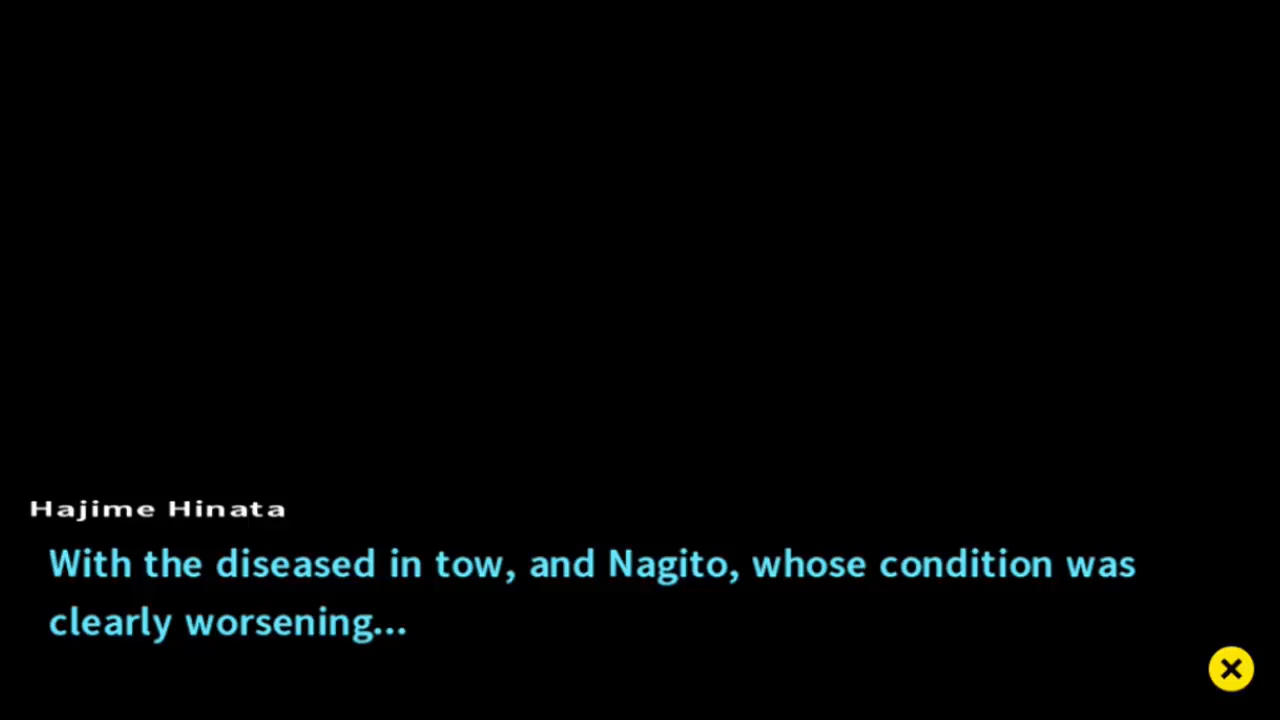 Hajime Hinata
With the diseased in tow, and Nagito, whose condition was
clearly worsening...